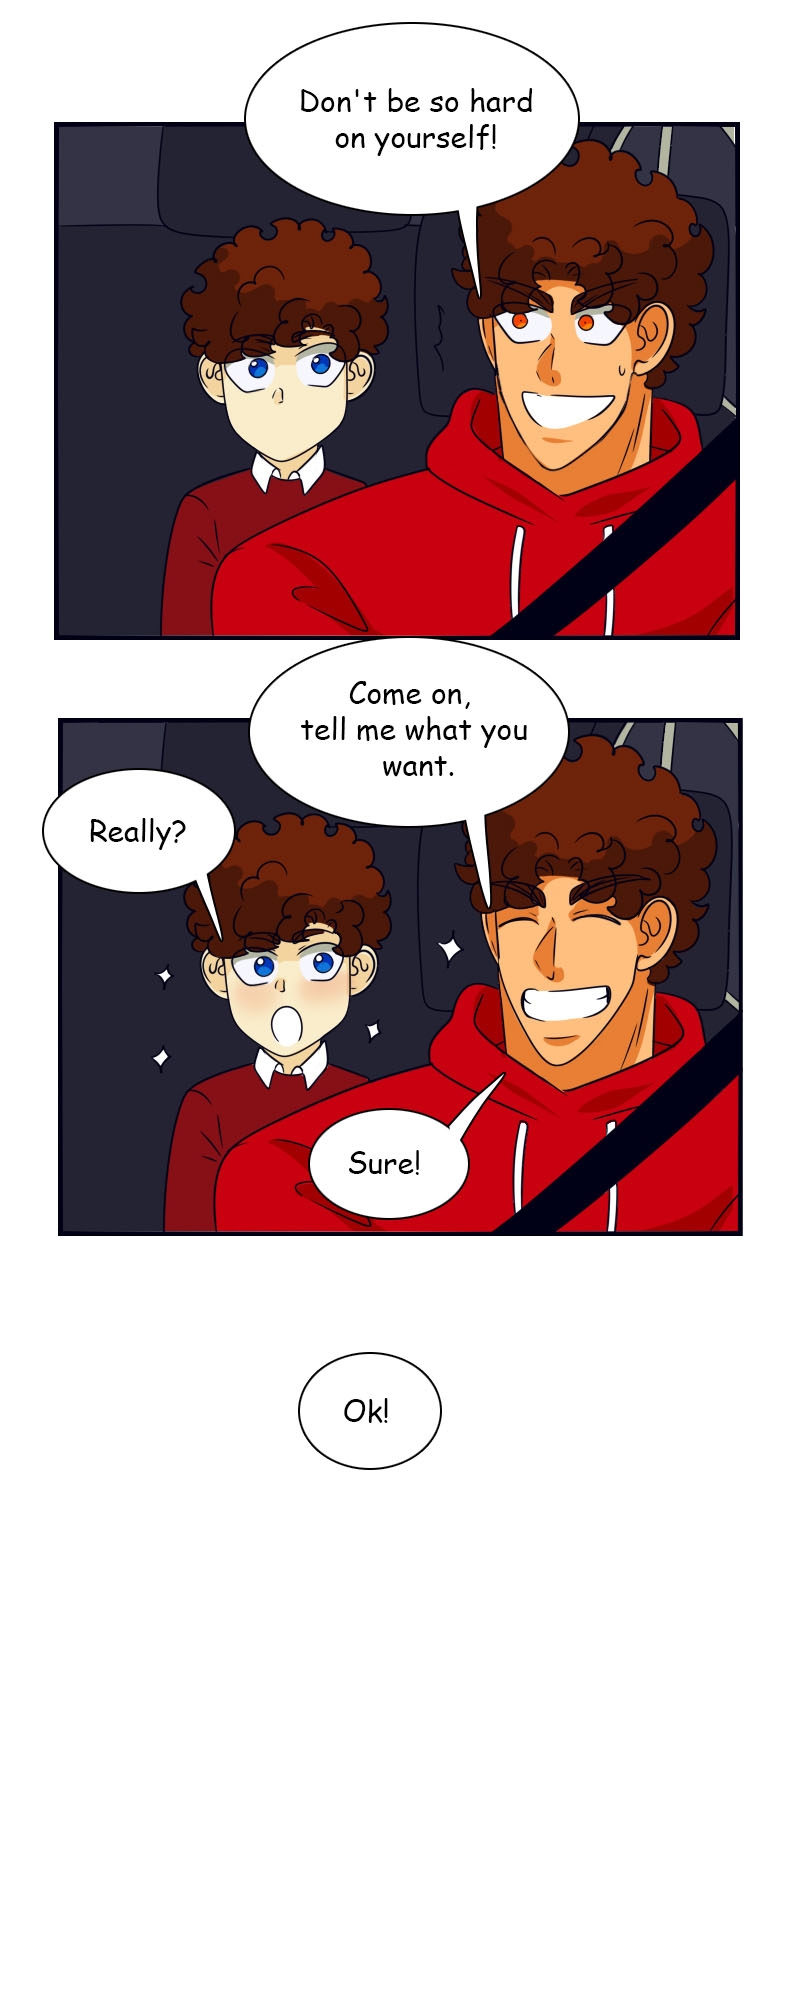 Don't be so hard
on yourself!
Come on,
tell me what you
want.
Really?
Sure!
Ok!